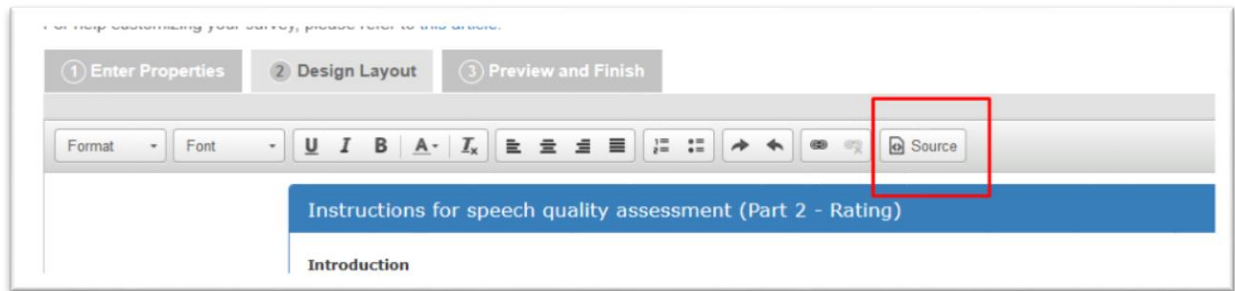 For help customizing your survey, please refer to this article.
1 Enter Properties 2 Design Layout 3 Preview and Finish
Format Font U I B A Ix Source
Instructions for speech quality assessment (Part 2 - Rating)
Introduction